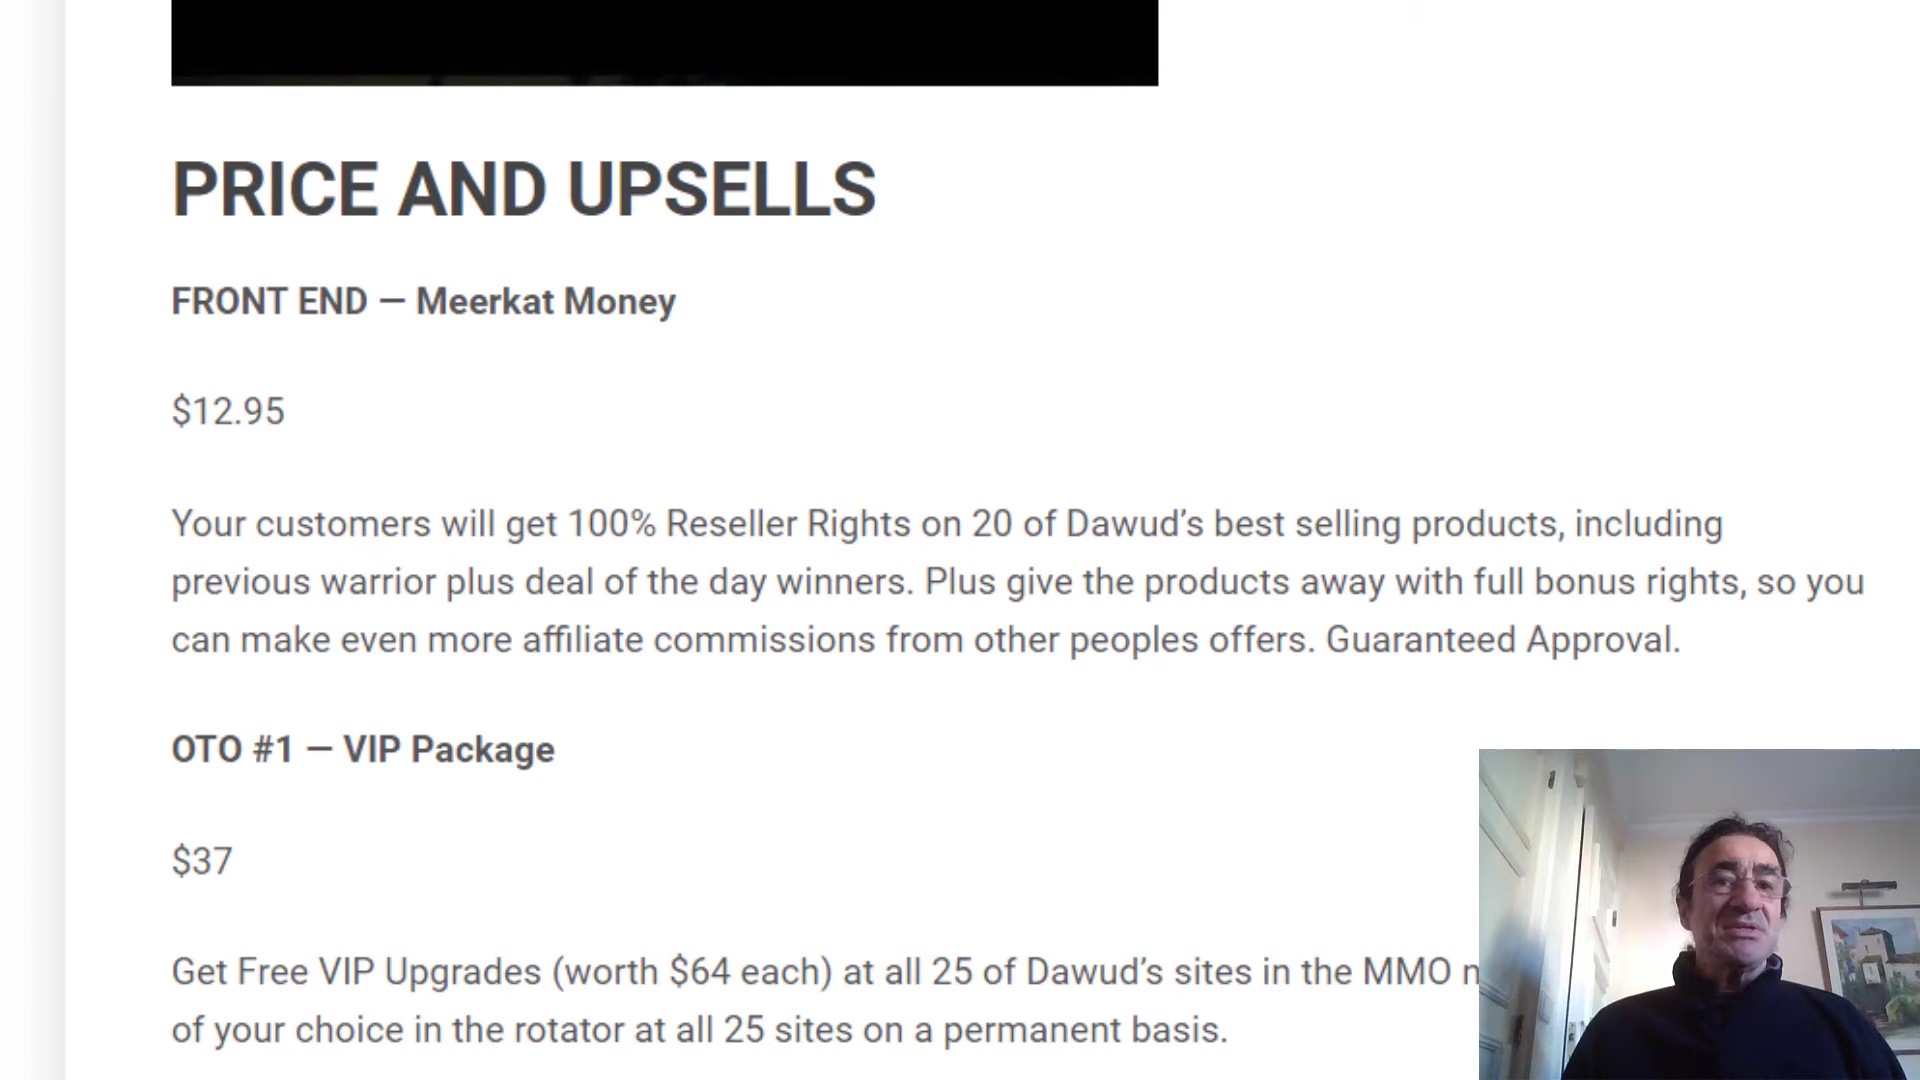 PRICE AND UPSELLS
FRONT END — Meerkat Money
$12.95
Your customers will get 100% Reseller Rights on 20 of Dawud’s best selling products, including
previous warrior plus deal of the day winners. Plus give the products away with full bonus rights, so you
can make even more affiliate commissions from other peoples offers. Guaranteed Approval.
OTO #1 — VIP Package
$37
Get Free VIP Upgrades (worth $64 each) at all 25 of Dawud’s sites in the MMO
of your choice in the rotator at all 25 sites on a permanent basis.